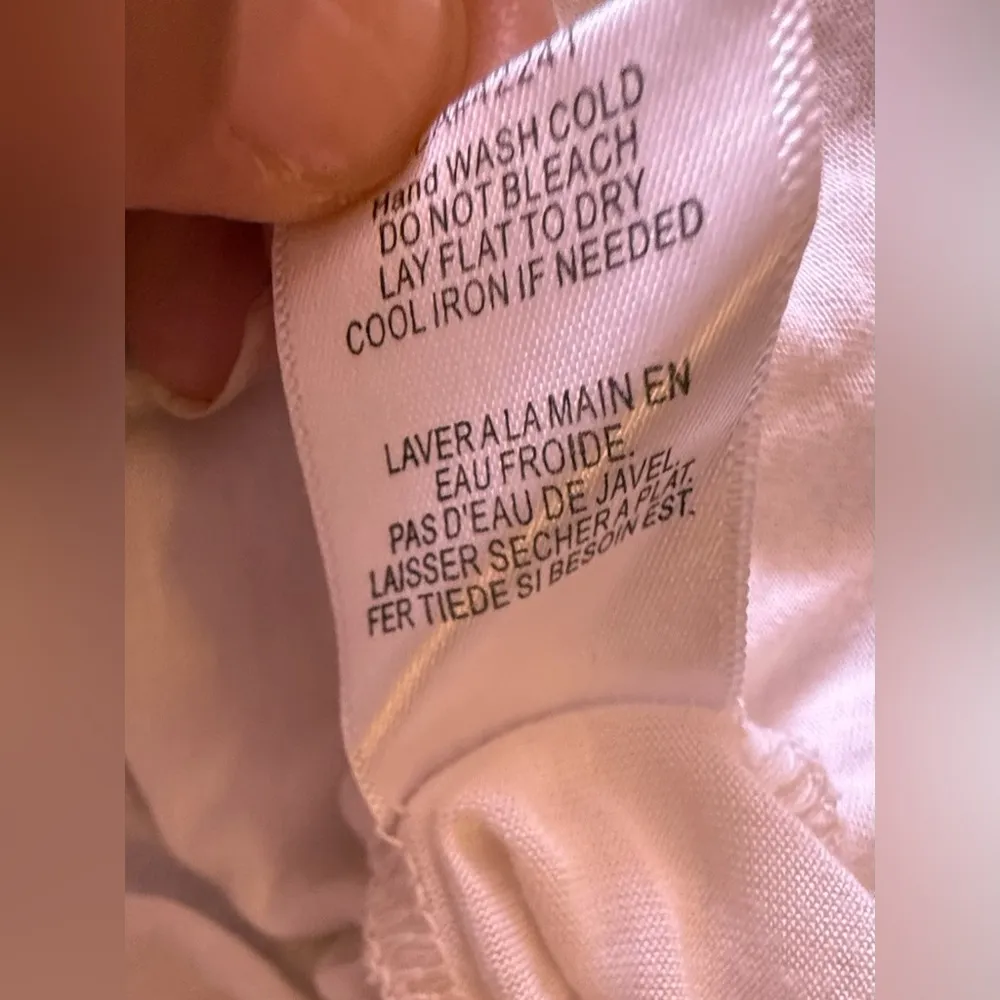 Hand WASH COLD
DO NOT BLEACH
LAY FLAT TO DRY
COOL IRON IF NEEDED
LAVER A LA MAIN EN
EAU FROIDE.
PAS D'EAU DE JAVEL.
LAISSER SECHER A PLAT.
FER TIEDE SI BESOIN EST.